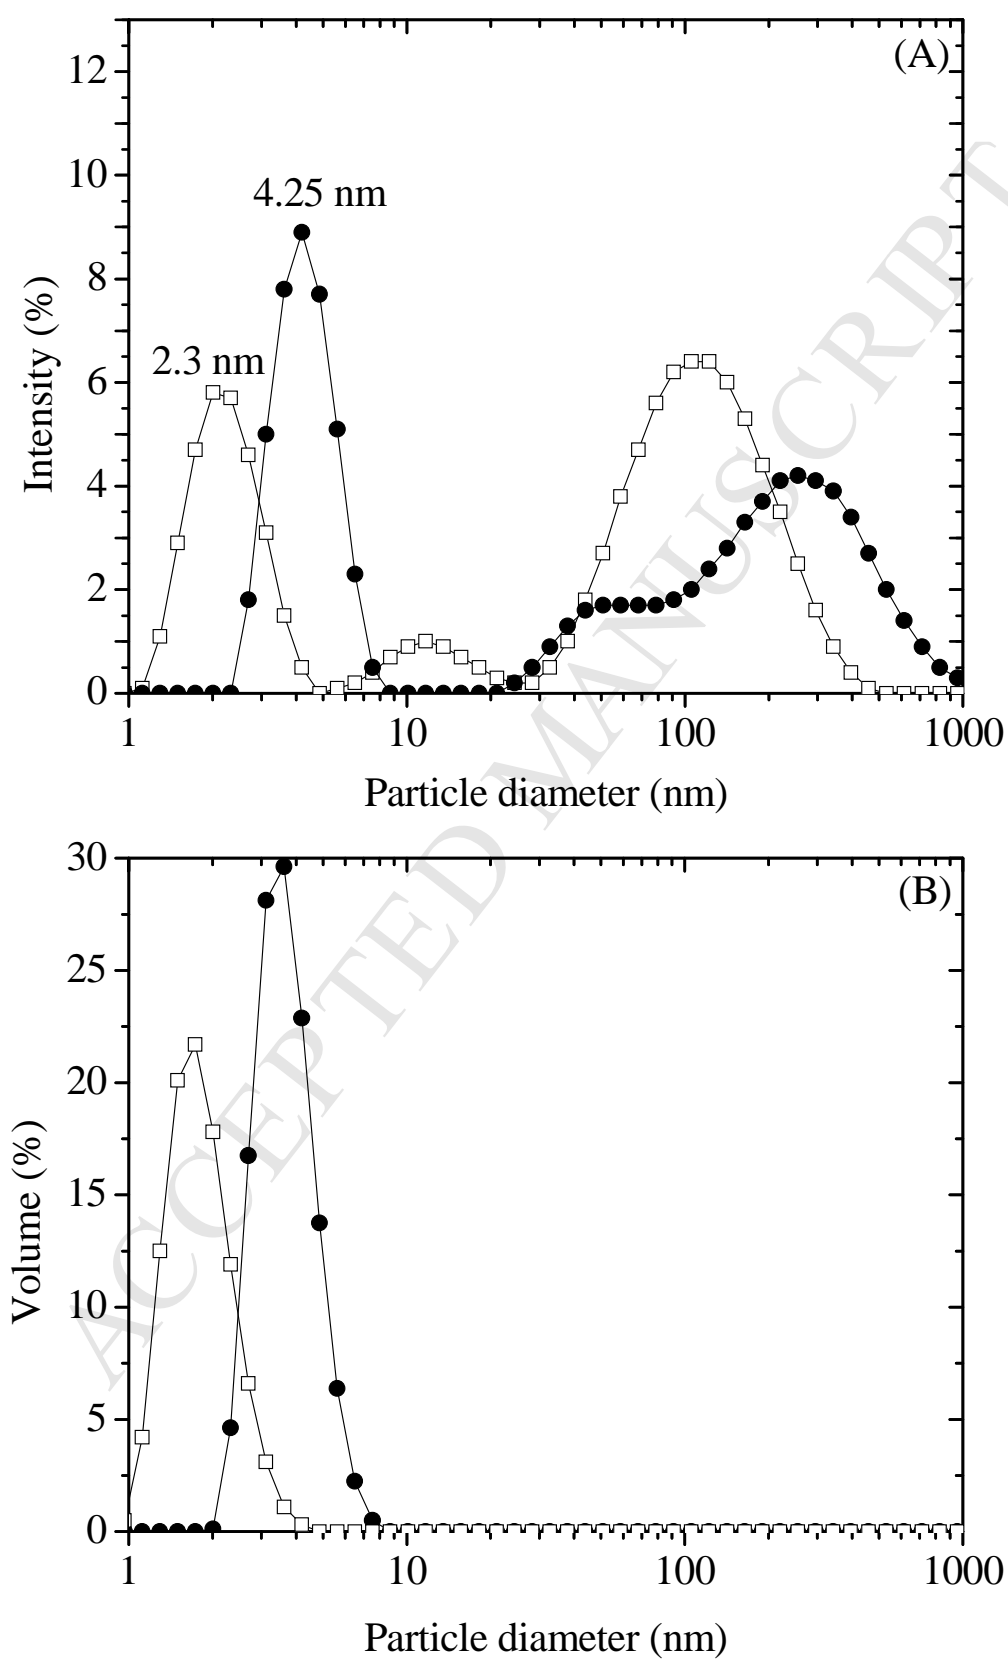 (A)
12
10
8
6
4
2
0
Intensity (%)
4.25 nm
2.3 nm
1 10 100 1000
Particle diameter (nm)
(B)
30
25
20
15
10
5
0
Volume (%)
1 10 100 1000
Particle diameter (nm)
ACCEPTED MANUSCRIPT